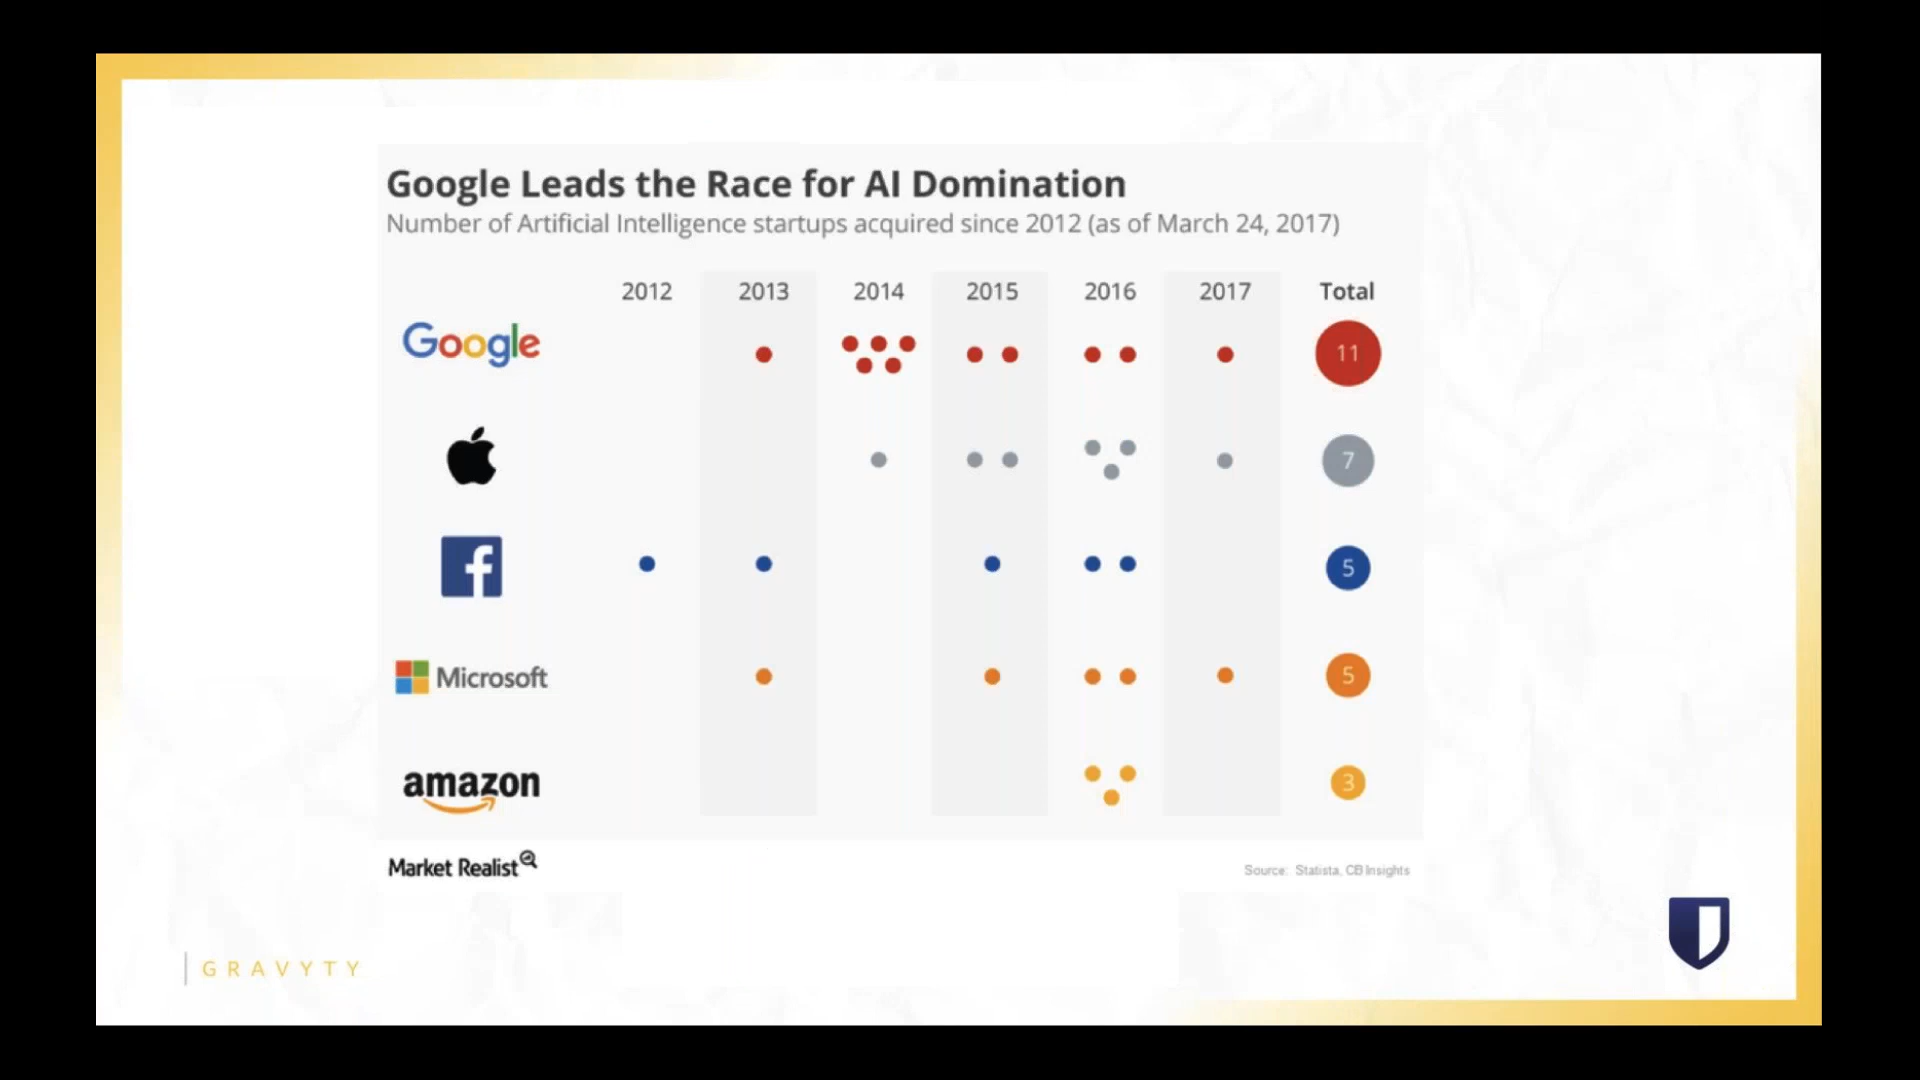 Google Leads the Race for AI Domination
Number of Artificial Intelligence startups acquired since 2012 (as of March 24, 2017)
2012 2013 2014 2015 2016 2017 Total
Google 11
7
f 5
Microsoft 5
amazon 3
Market Realist
Source: Statista, CB Insights
GRAVYTY